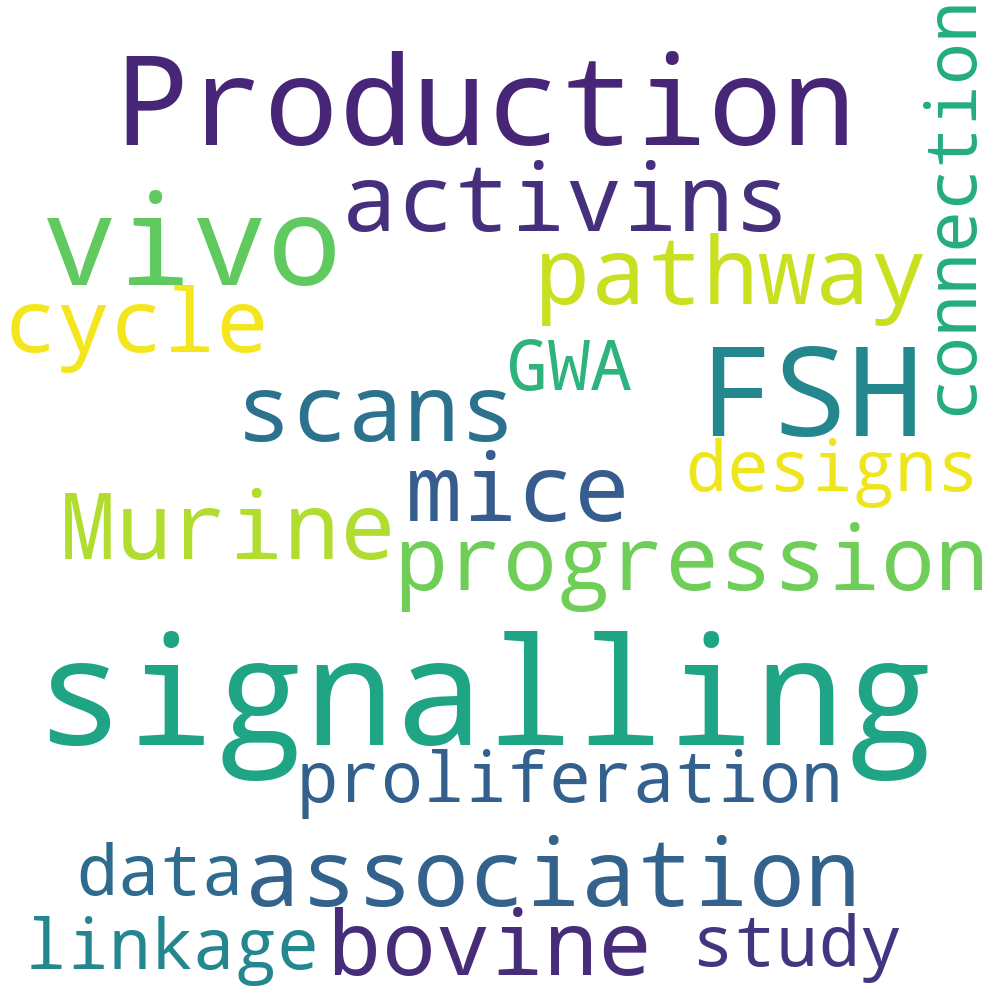 Production
connection
activins
vivo
pathway
cycle
GWA
FSH
scans
designs
mice
Murine
progression
signalling
proliferation
data
association
linkage
bovine
study